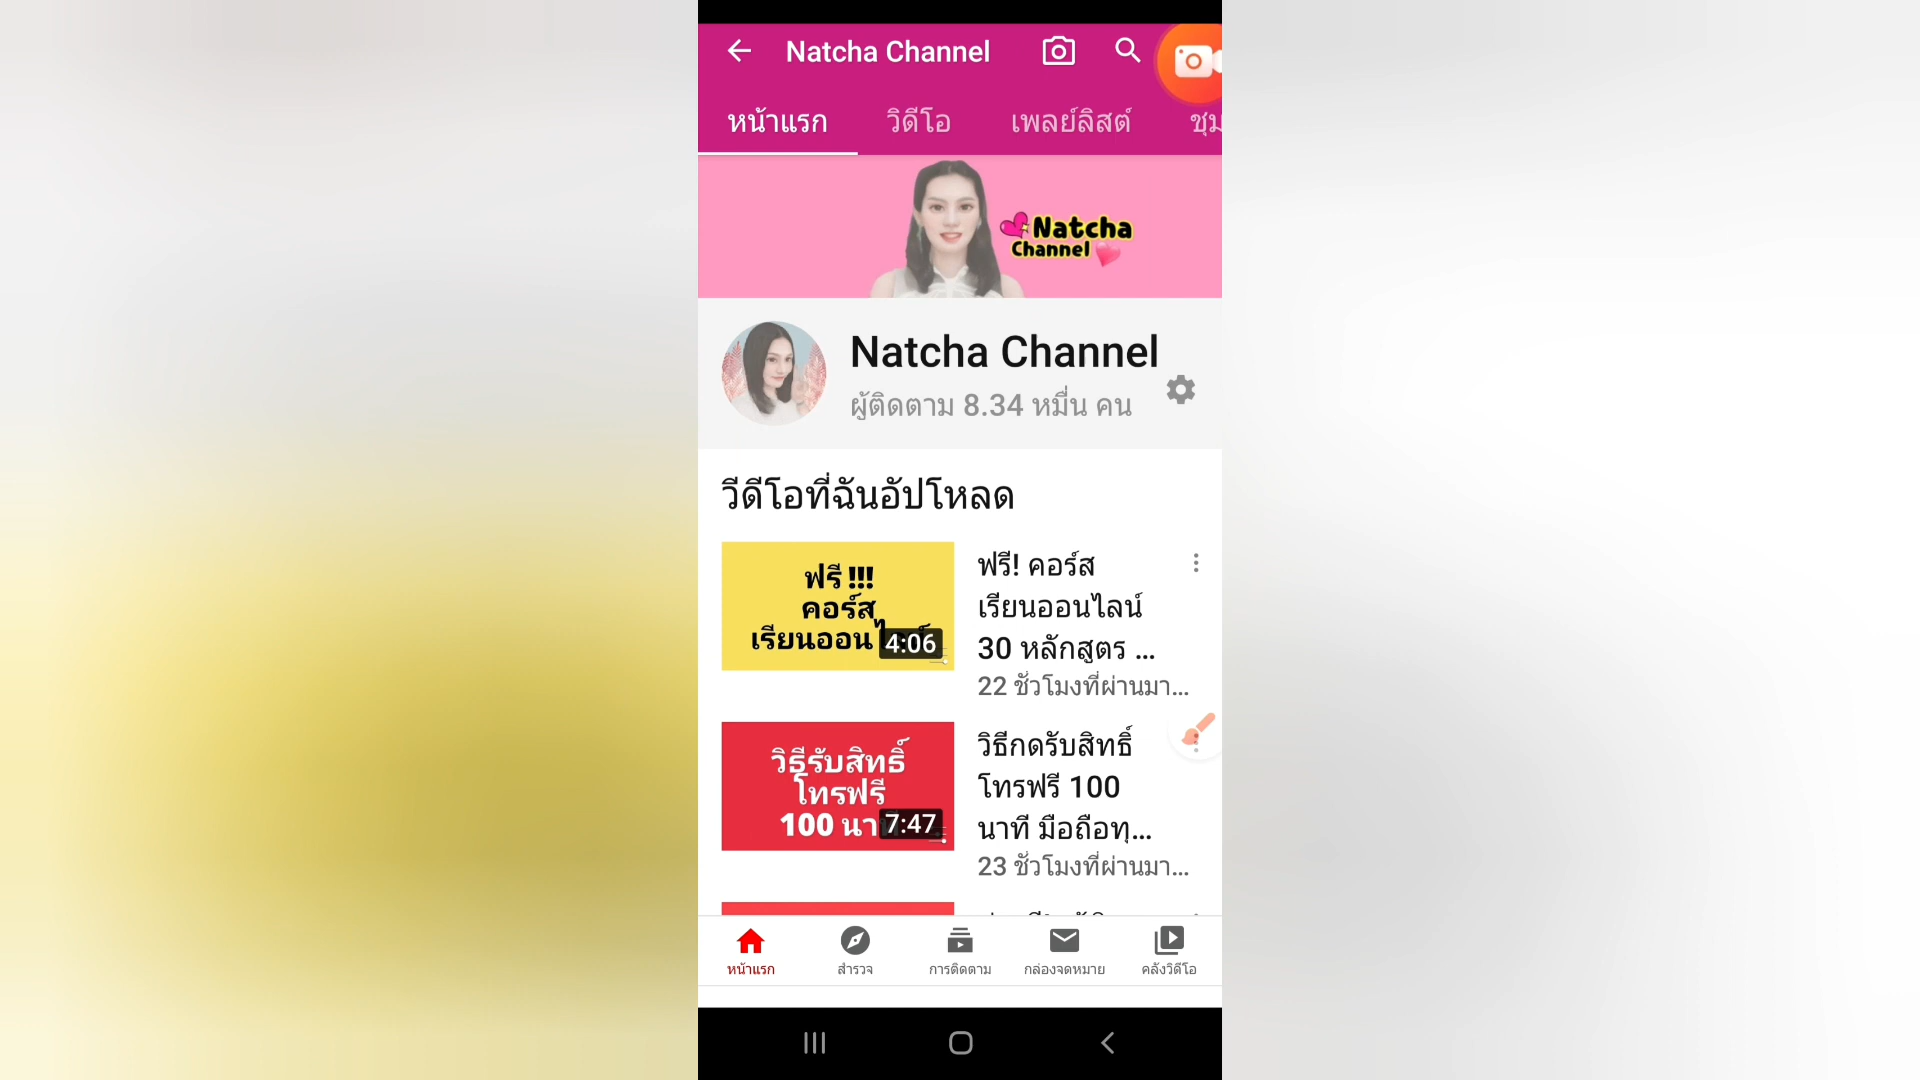 Natcha Channel
หน้าแรก
วิดีโอ
เพลย์ลิสต์
Natcha
Channel
Natcha Channel
ผู้ติดตาม 8.34 หมื่น คน
วีดีโอที่ฉันอัปโหลด
ฟรี !!!
คอร์ส
เรียนออน
4:06
ฟรี! คอร์ส
เรียนออนไลน์
30 หลักสูตร ...
22 ชั่วโมงที่ผ่านมา...
วิธีรับสิทธิ์
โทรฟรี
100 นา
7:47
วิธีกดรับสิทธิ์
โทรฟรี 100
นาที มือถือทุ...
23 ชั่วโมงที่ผ่านมา...
หน้าแรก
สำรวจ
การติดตาม
กล่องจดหมาย
คลังวิดีโอ